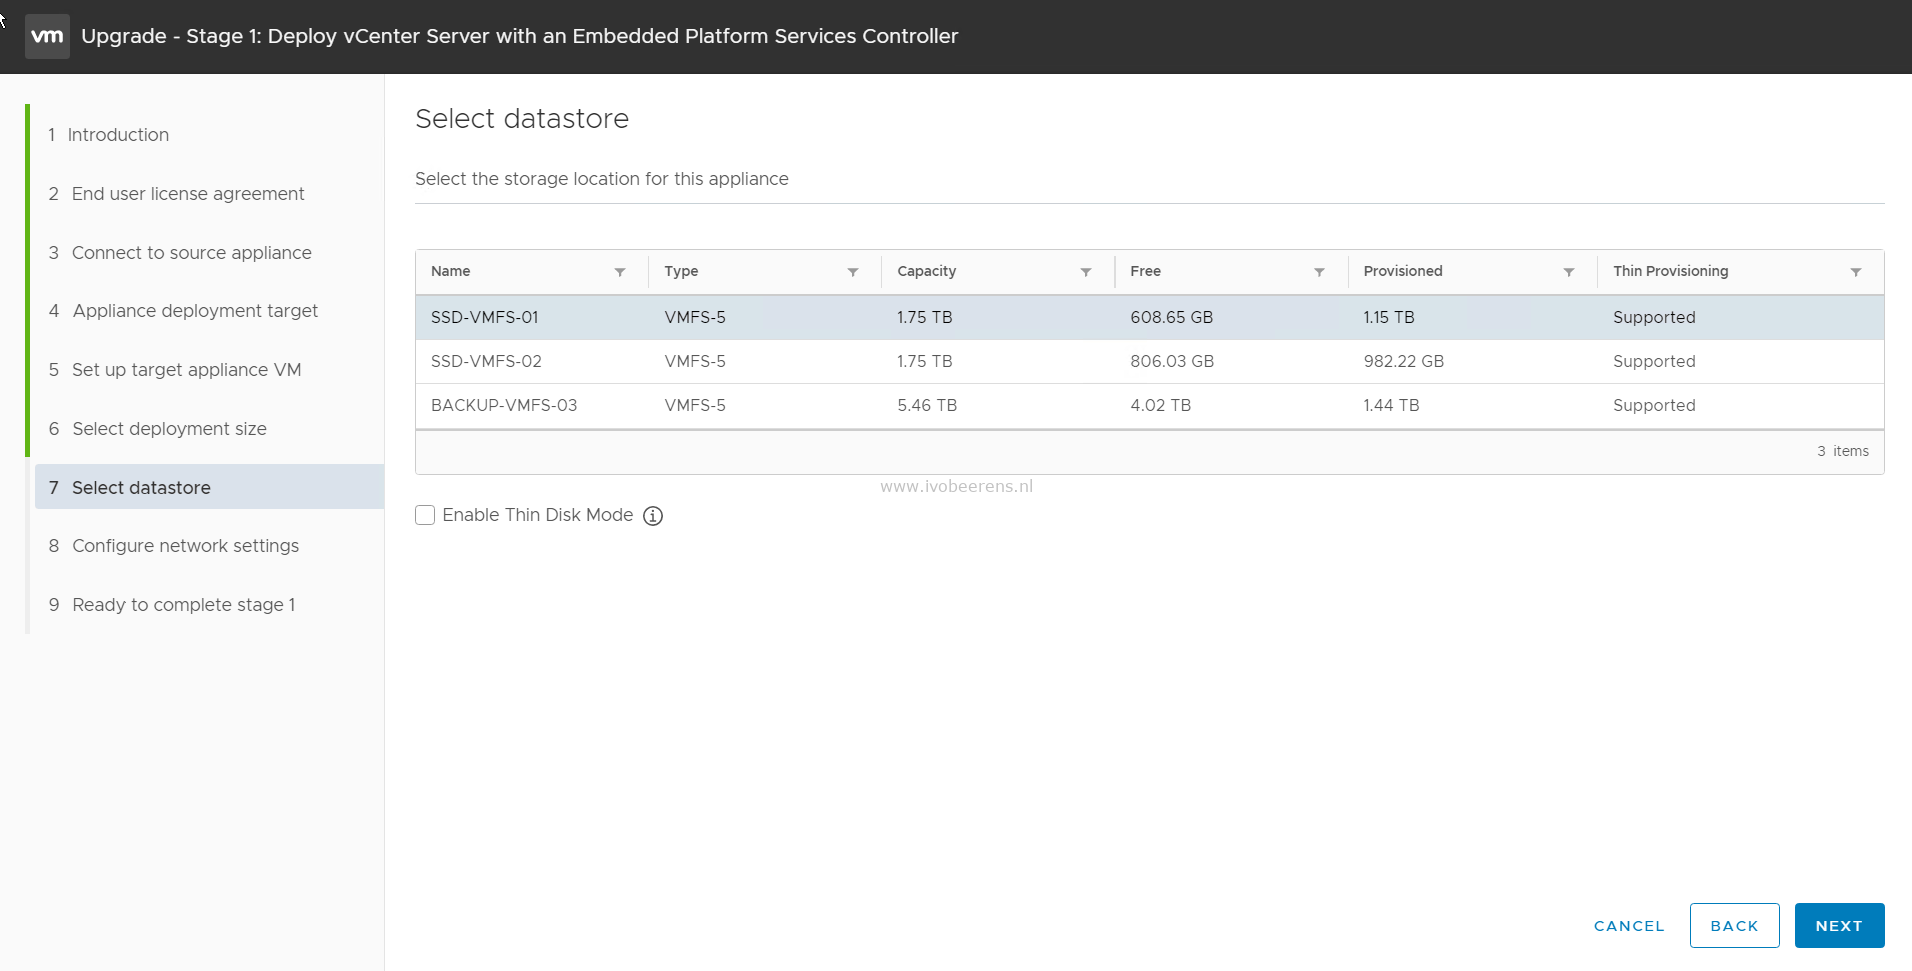 vm Upgrade - Stage 1: Deploy vCenter Server with an Embedded Platform Services Controller
1 Introduction
2 End user license agreement
3 Connect to source appliance
4 Appliance deployment target
5 Set up target appliance VM
6 Select deployment size
7 Select datastore
8 Configure network settings
9 Ready to complete stage 1
Select datastore
Select the storage location for this appliance
Name Type Capacity Free Provisioned Thin Provisioning
SSD-VMFS-01 VMFS-5 1.75 TB 608.65 GB 1.15 TB Supported
SSD-VMFS-02 VMFS-5 1.75 TB 806.03 GB 982.22 GB Supported
BACKUP-VMFS-03 VMFS-5 5.46 TB 4.02 TB 1.44 TB Supported
3 items
www.ivobeerens.nl
Enable Thin Disk Mode
CANCEL BACK NEXT